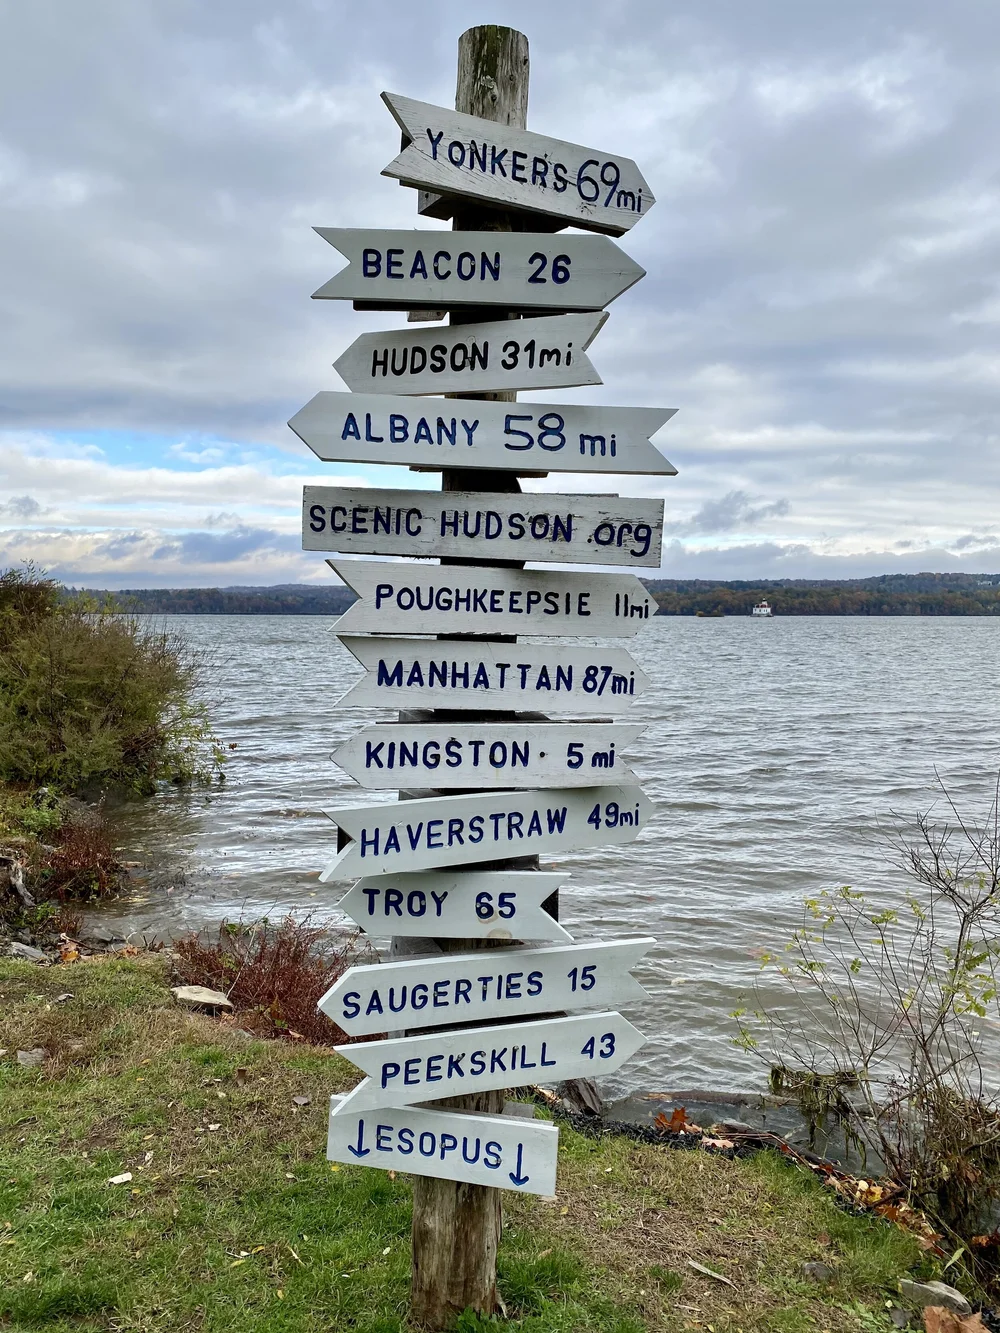 YONKERS 69mi
BEACON 26
HUDSON 31mi
ALBANY 58 mi
SCENIC HUDSON .org
POUGHKEEPSIE 11mi
MANHATTAN 87mi
KINGSTON · 5 mi
HAVERSTRAW 49mi
TROY 65
SAUGERTIES 15
PEEKSKILL 43
↓ESOPUS↓